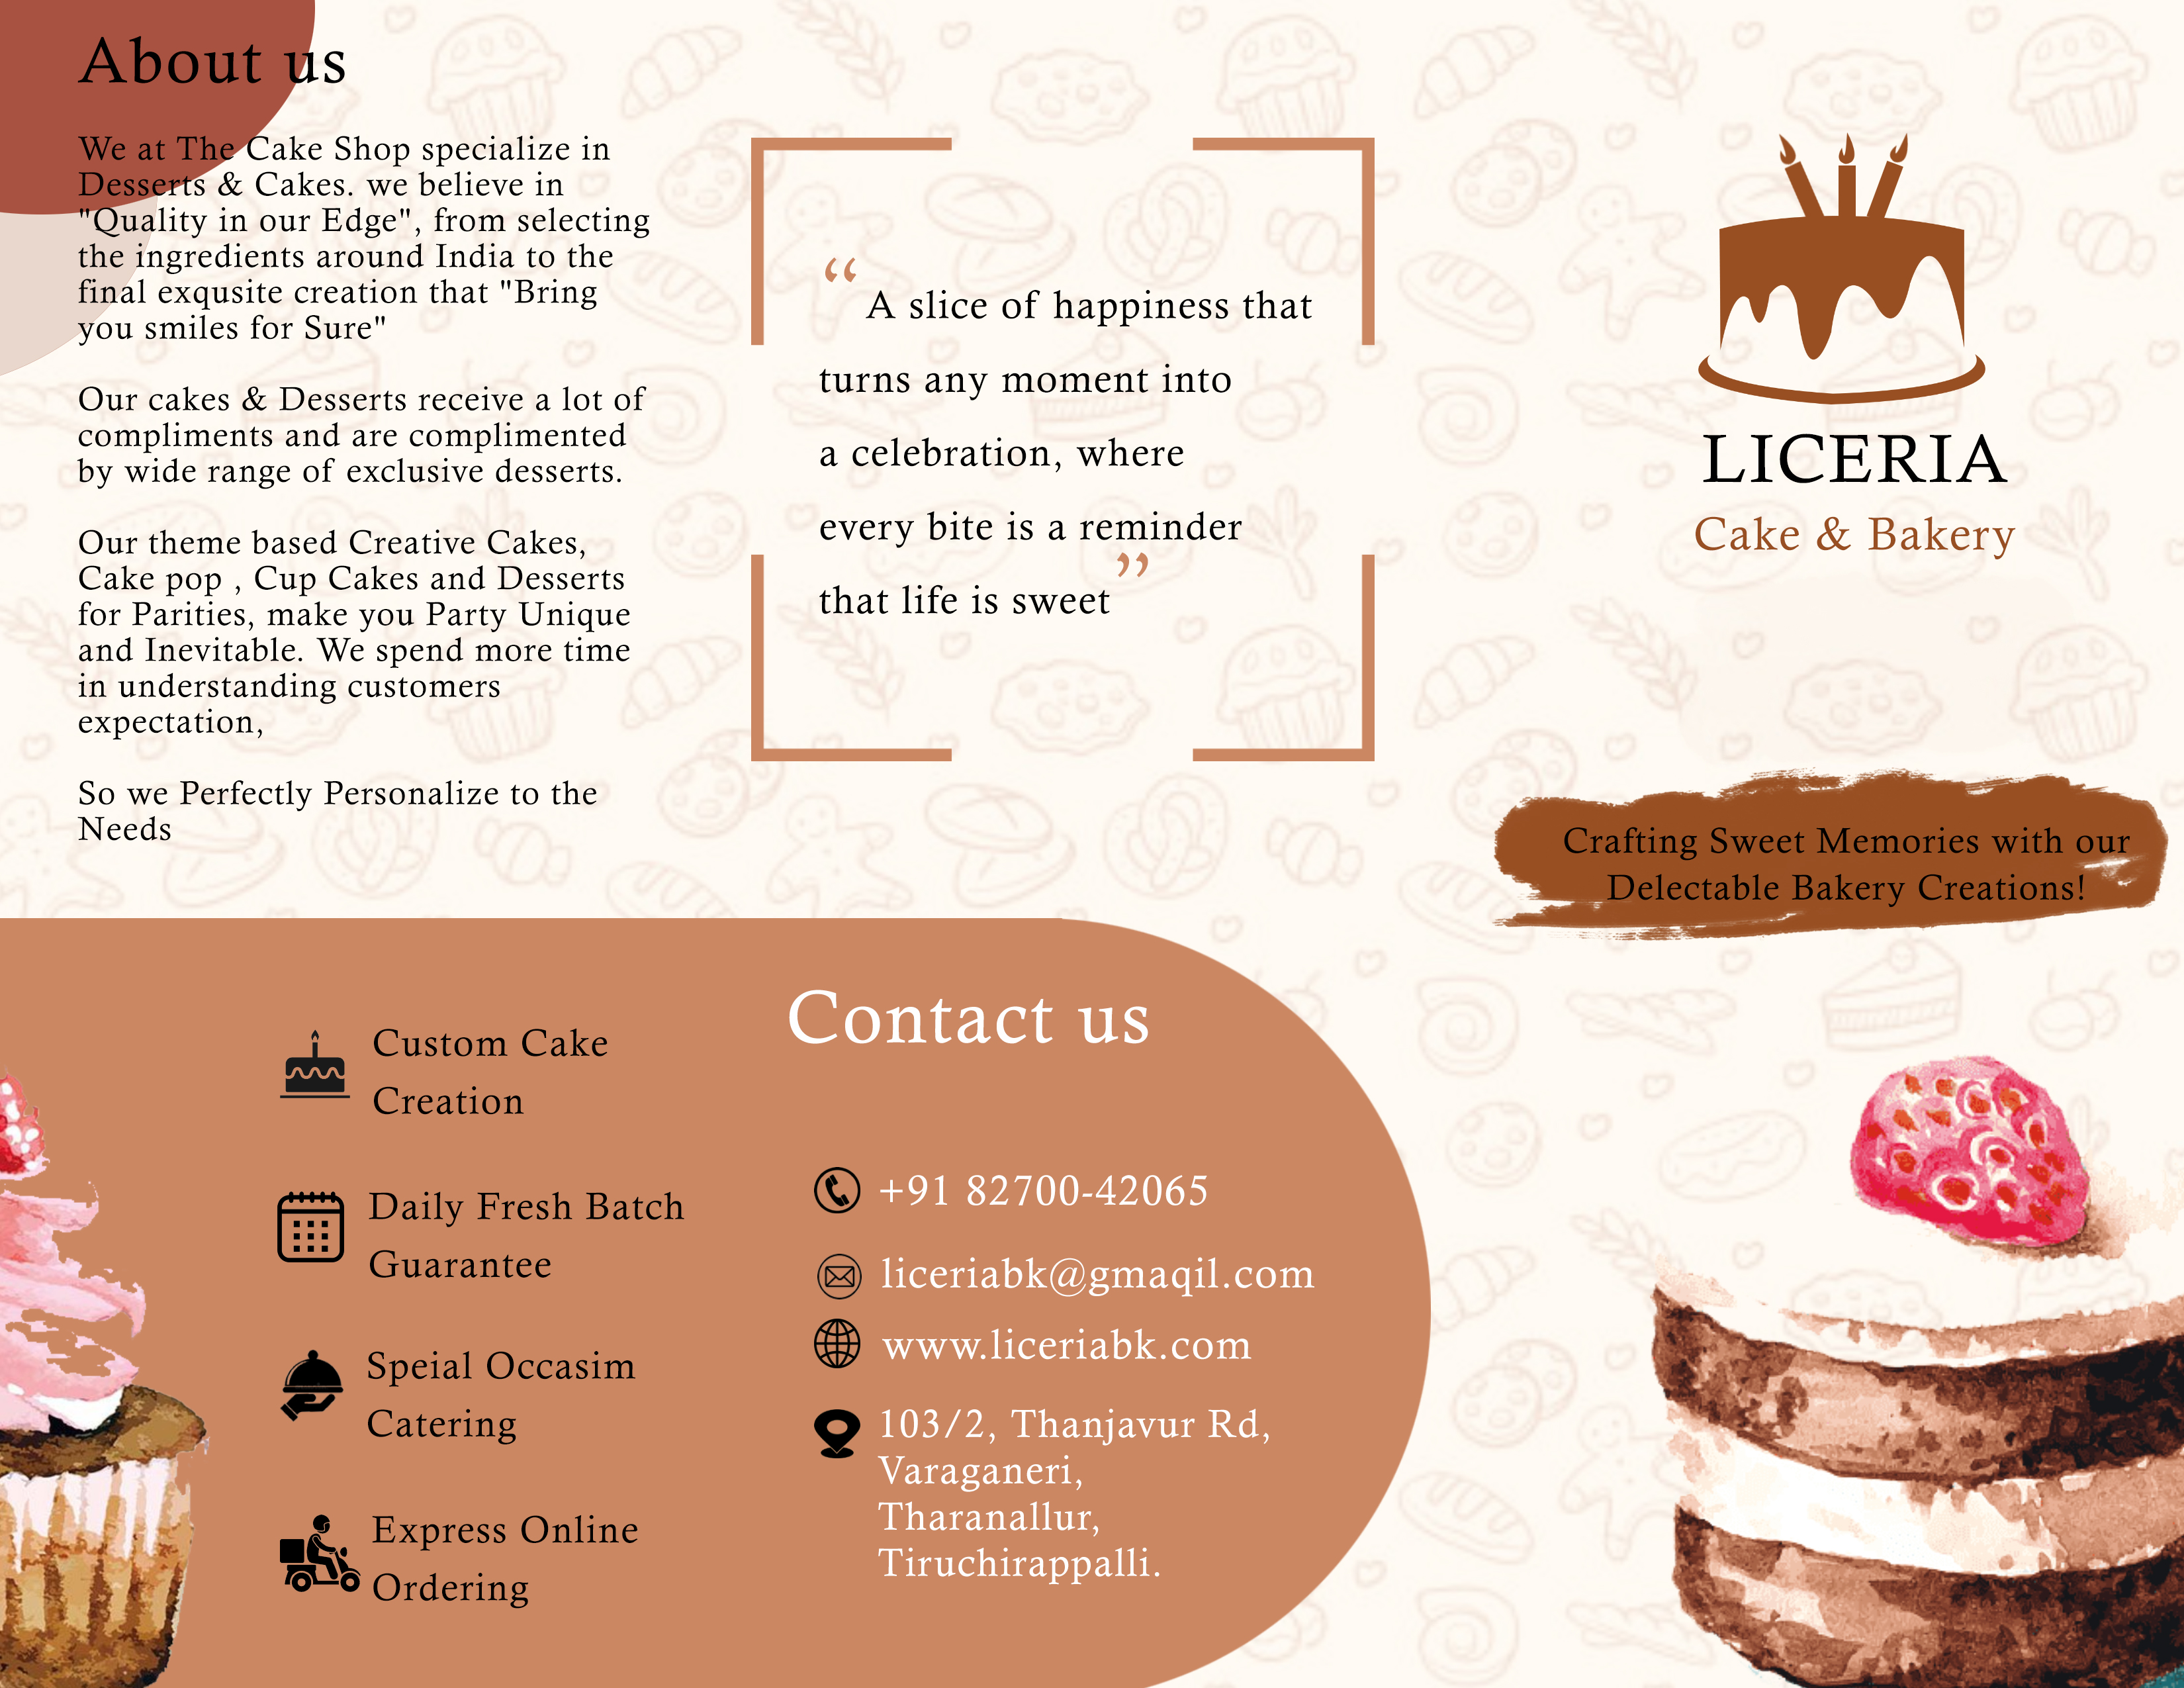 About us
We at The Cake Shop specialize in
Desserts & Cakes. we believe in
"Quality in our Edge", from selecting
the ingredients around India to the
final exqusite creation that "Bring
you smiles for Sure"
Our cakes & Desserts receive a lot of
compliments and are complimented
by wide range of exclusive desserts.
Our theme based Creative Cakes,
Cake pop , Cup Cakes and Desserts
for Parities, make you Party Unique
and Inevitable. We spend more time
in understanding customers
expectation,
So we Perfectly Personalize to the
Needs
Custom Cake
Creation
Daily Fresh Batch
Guarantee
Speial Occasim
Catering
Express Online
Ordering
“ A slice of happiness that
turns any moment into
a celebration, where
every bite is a reminder
that life is sweet ”
Contact us
+91 82700-42065
liceriabk@gmaqil.com
www.liceriabk.com
103/2, Thanjavur Rd,
Varaganeri,
Tharanallur,
Tiruchirappalli.
LICERIA
Cake & Bakery
Crafting Sweet Memories with our
Delectable Bakery Creations!